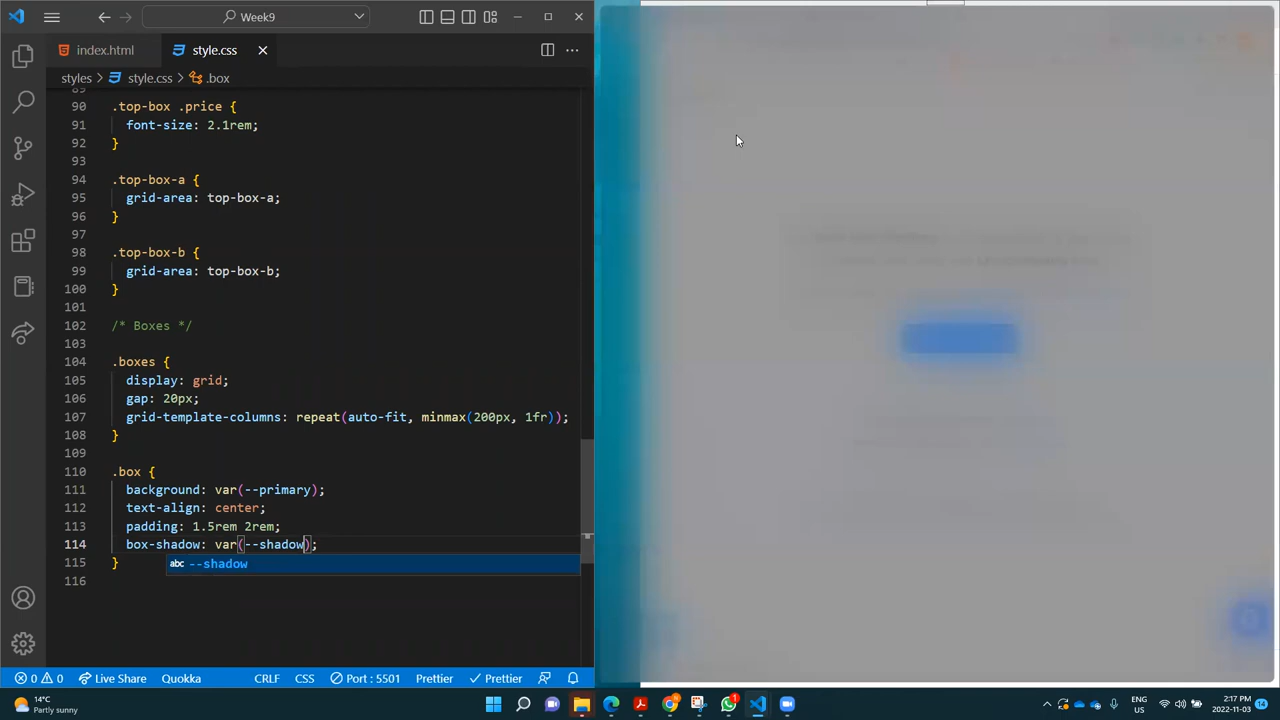 Week9
index.html
style.css
styles > style.css > .box
89
90 .top-box .price {
91 font-size: 2.1rem;
92 }
93
94 .top-box-a {
95 grid-area: top-box-a;
96 }
97
98 .top-box-b {
99 grid-area: top-box-b;
100 }
101
102 /* Boxes */
103
104 .boxes {
105 display: grid;
106 gap: 20px;
107 grid-template-columns: repeat(auto-fit, minmax(200px, 1fr));
108 }
109
110 .box {
111 background: var(--primary);
112 text-align: center;
113 padding: 1.5rem 2rem;
114 box-shadow: var(--shadow);
115 }
abc --shadow
116
0 0 Live Share Quokka CRLF CSS Port : 5501 Prettier Prettier
14°C
Partly sunny
1
ENG
US
2:17 PM
2022-11-03
14